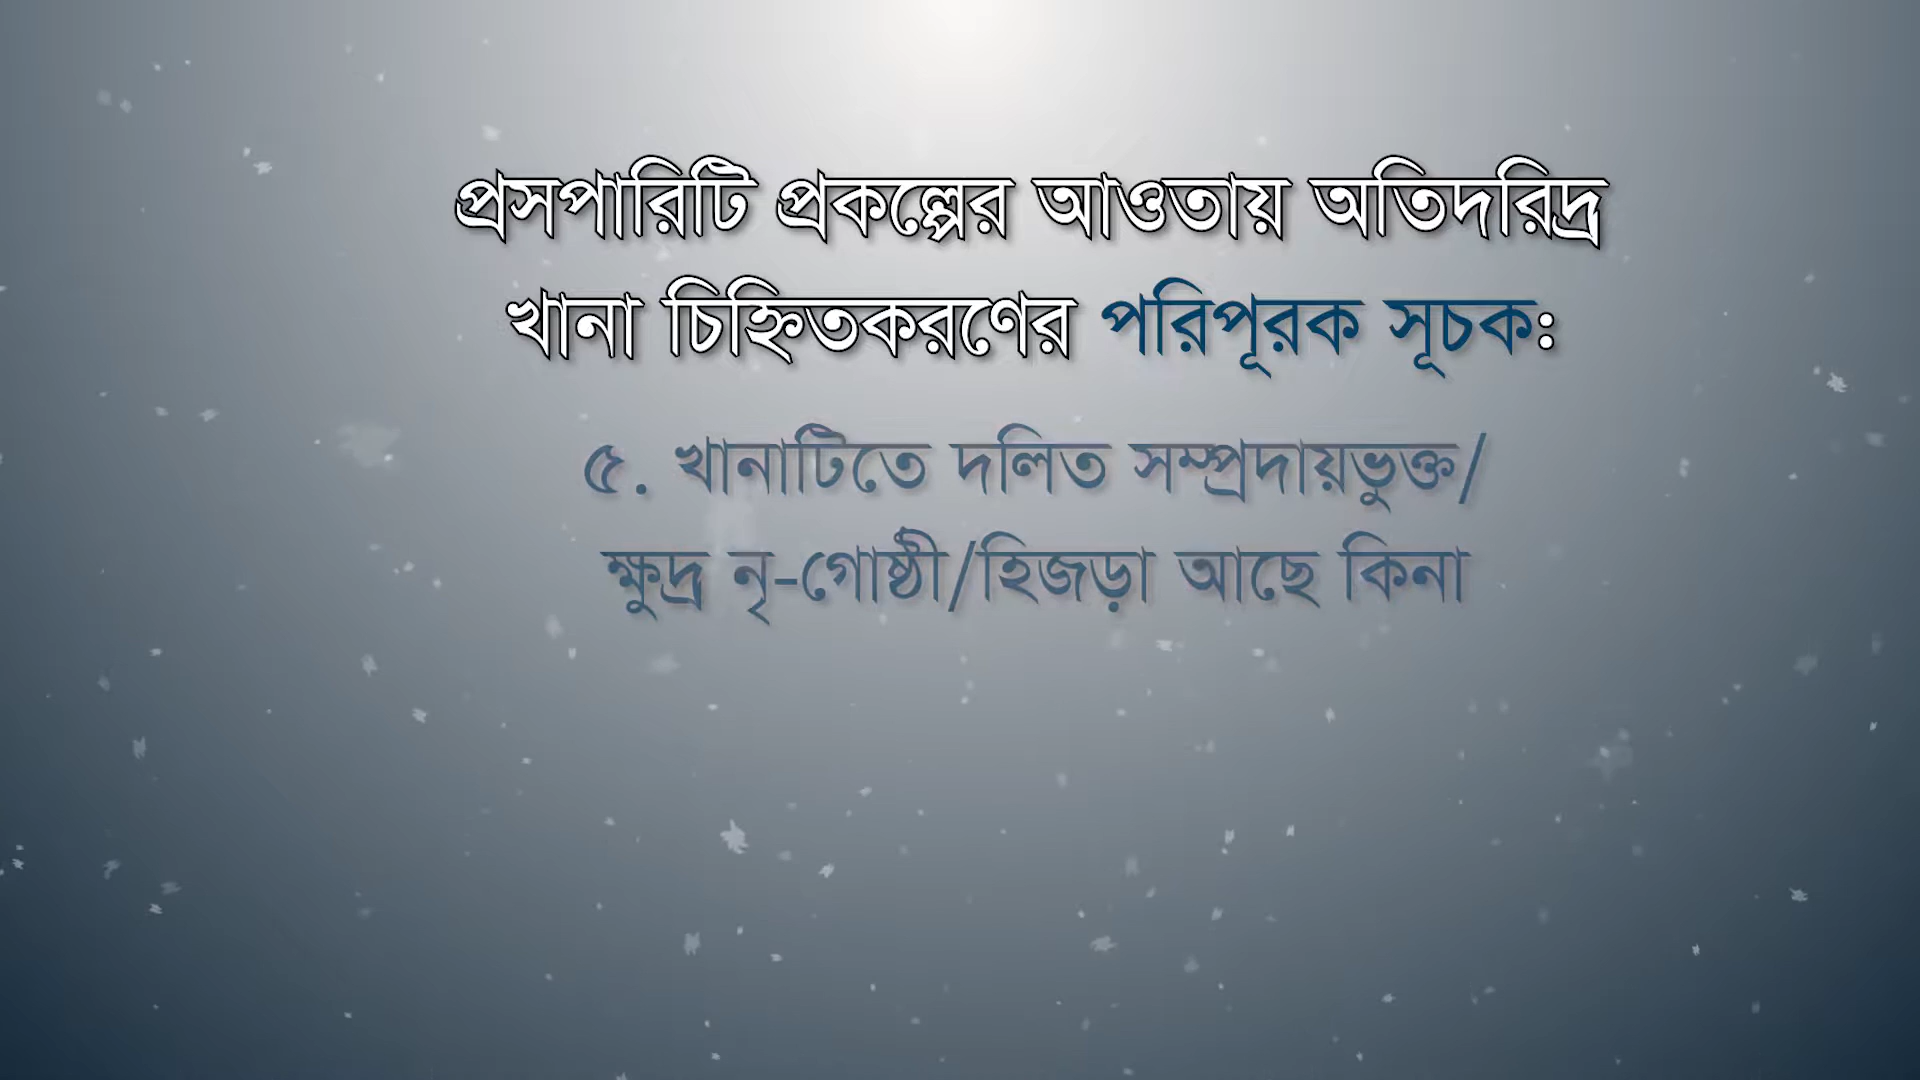 প্রসপারিটি প্রকল্পের আওতায় অতিদরিদ্র
খানা চিহ্নিতকরণের পরিপূরক সূচকঃ
৫. খানাটিতে দলিত সম্প্রদায়ভুক্ত/
ক্ষুদ্র নৃ-গোষ্ঠী/হিজড়া আছে কিনা